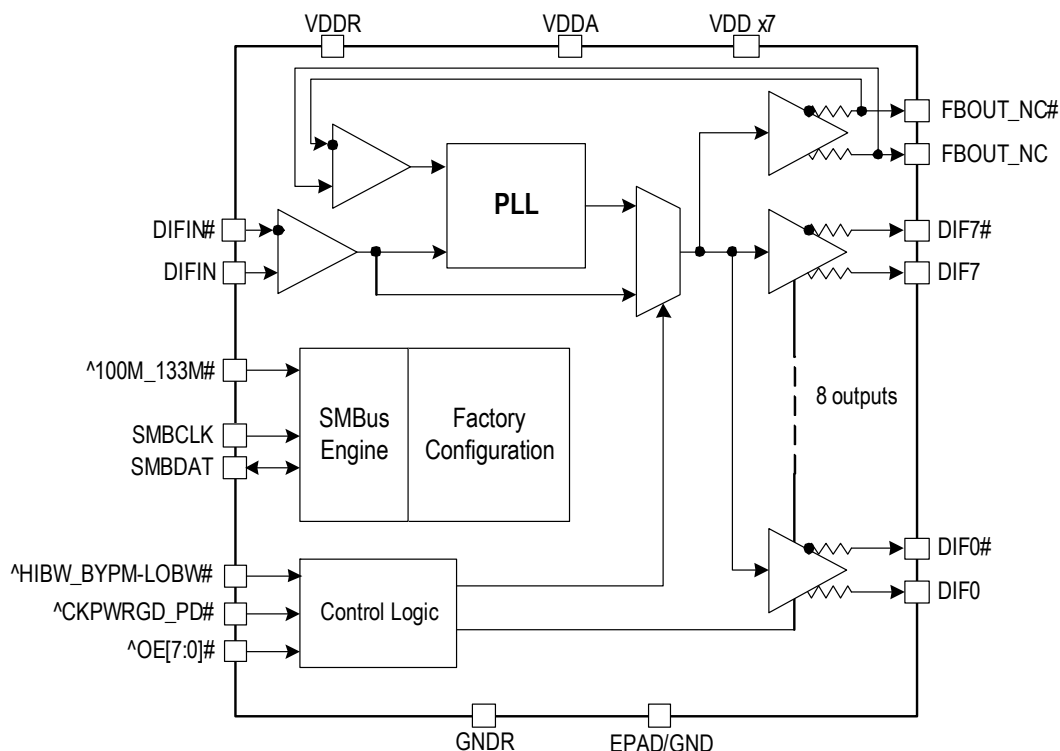 VDDR
VDDA
VDD x7
FBOUT_NC#
FBOUT_NC
PLL
DIFIN#
DIFIN
DIF7#
DIF7
^100M_133M#
SMBCLK
SMBDAT
SMBus
Engine
Factory
Configuration
8 outputs
^HIBW_BYPM-LOBW#
^CKPWRGD_PD#
^OE[7:0]#
Control Logic
DIF0#
DIF0
GNDR
EPAD/GND